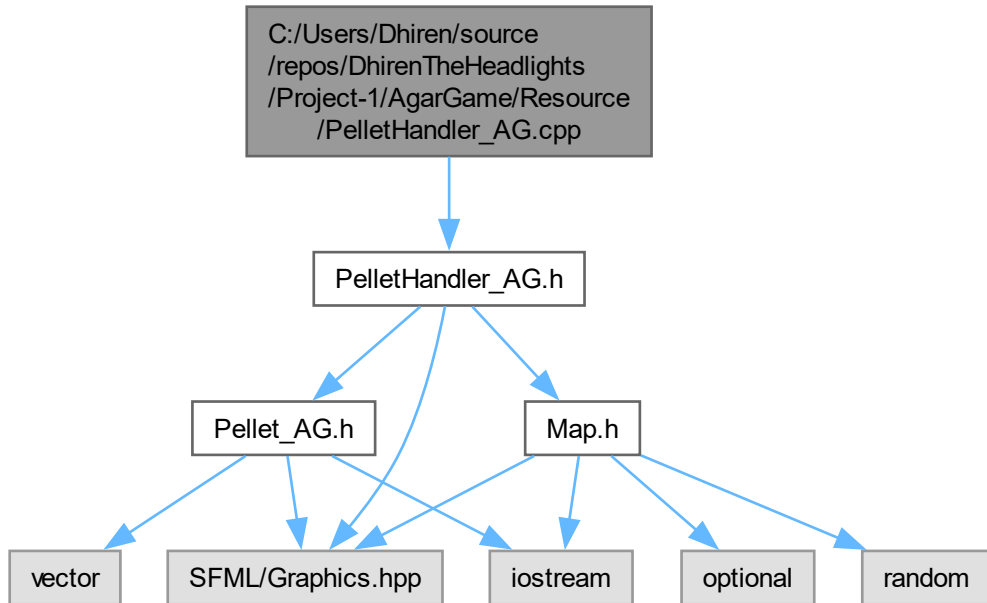 C:/Users/Dhiren/source
/repos/DhirenTheHeadlights
/Project-1/AgarGame/Resource
/PelletHandler_AG.cpp
PelletHandler_AG.h
Pellet_AG.h
Map.h
vector
SFML/Graphics.hpp
iostream
optional
random